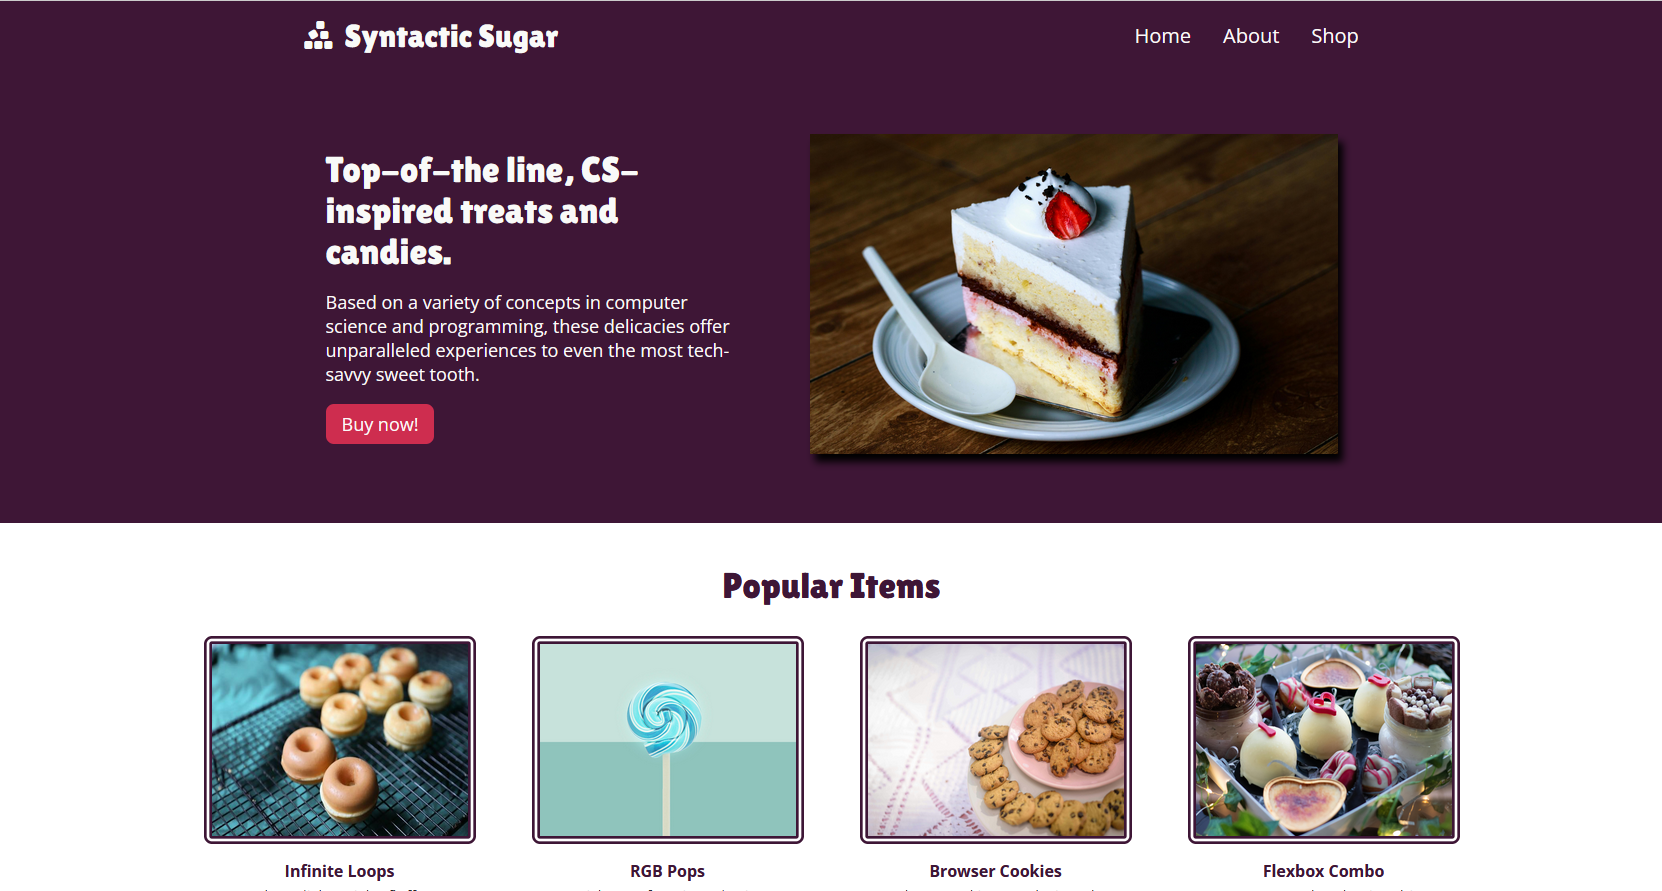 Syntactic Sugar
Home About Shop
Top-of-the line, CS-
inspired treats and
candies.
Based on a variety of concepts in computer
science and programming, these delicacies offer
unparalleled experiences to even the most tech-
savvy sweet tooth.
Buy now!
Popular Items
Infinite Loops
RGB Pops
Browser Cookies
Flexbox Combo